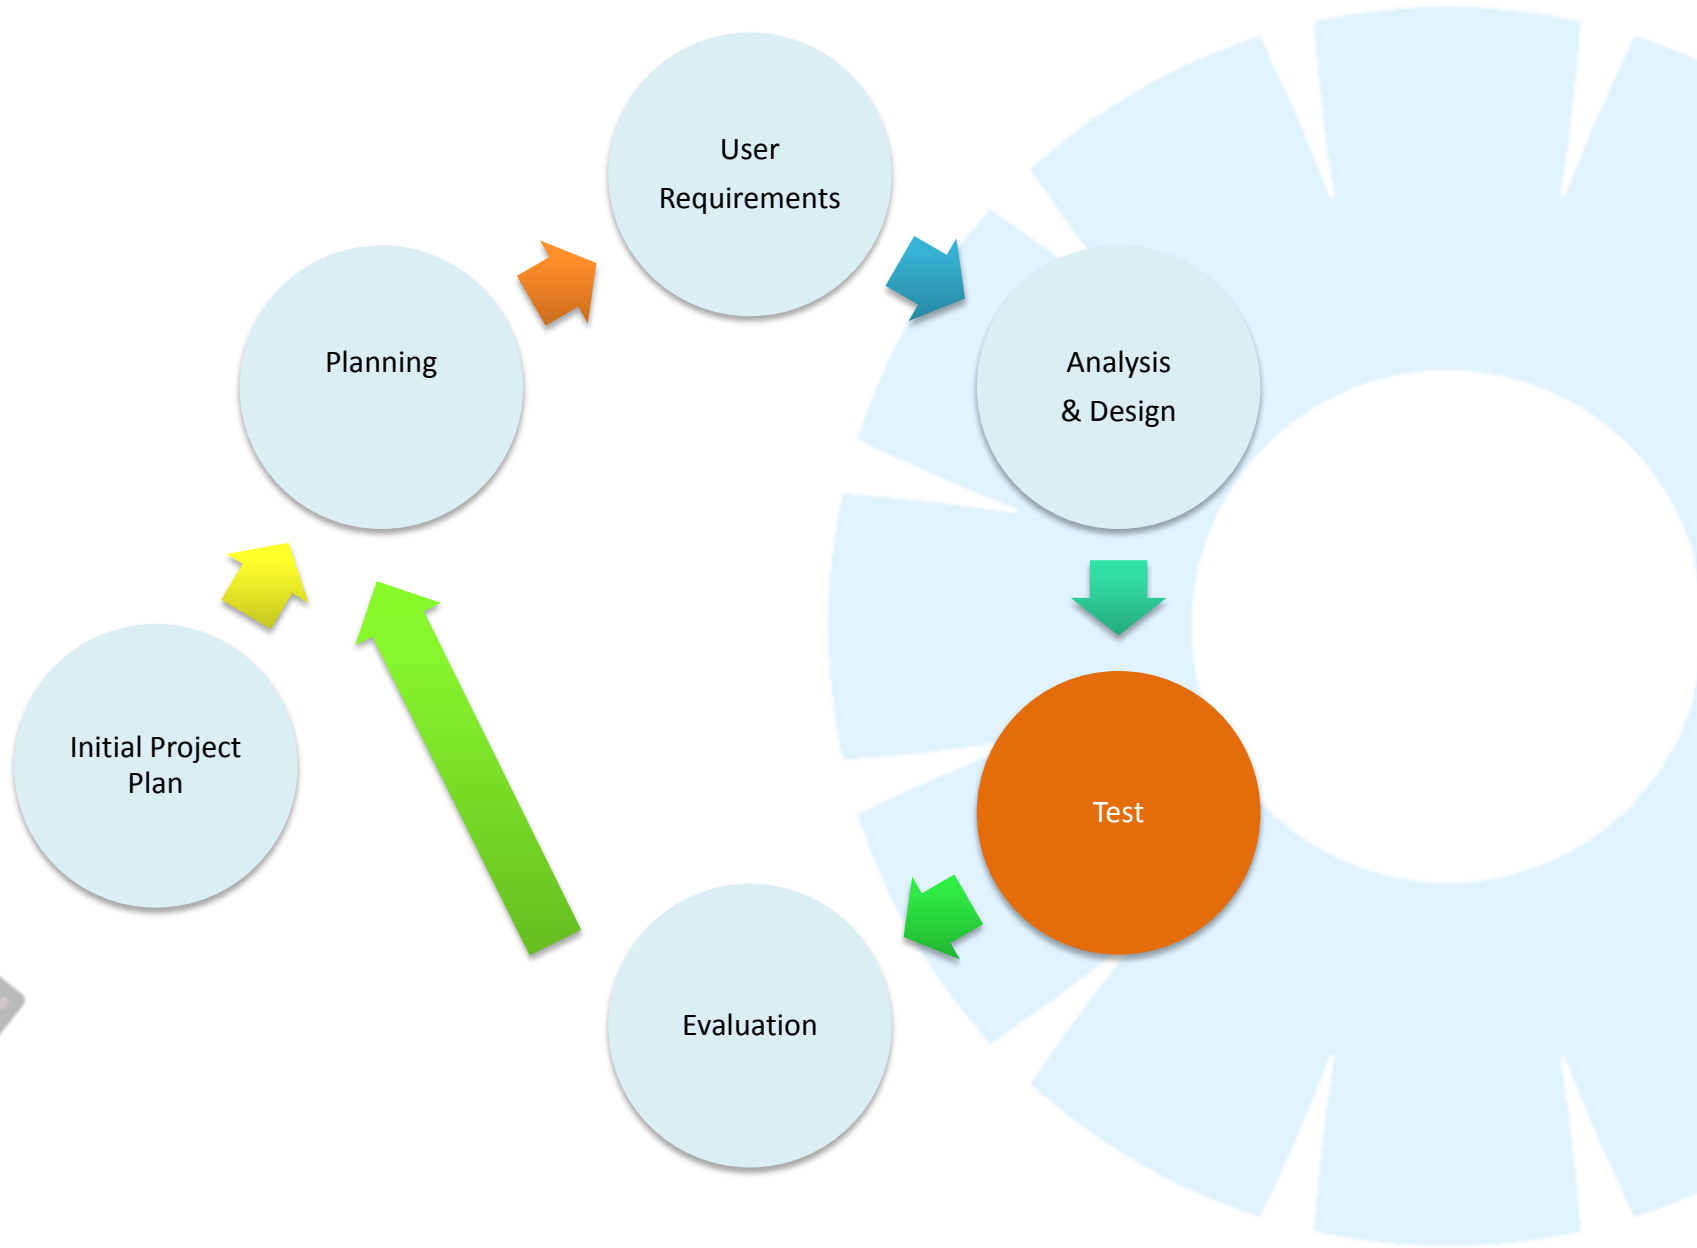 User
Requirements
Planning
Analysis
& Design
Initial Project
Plan
Test
Evaluation